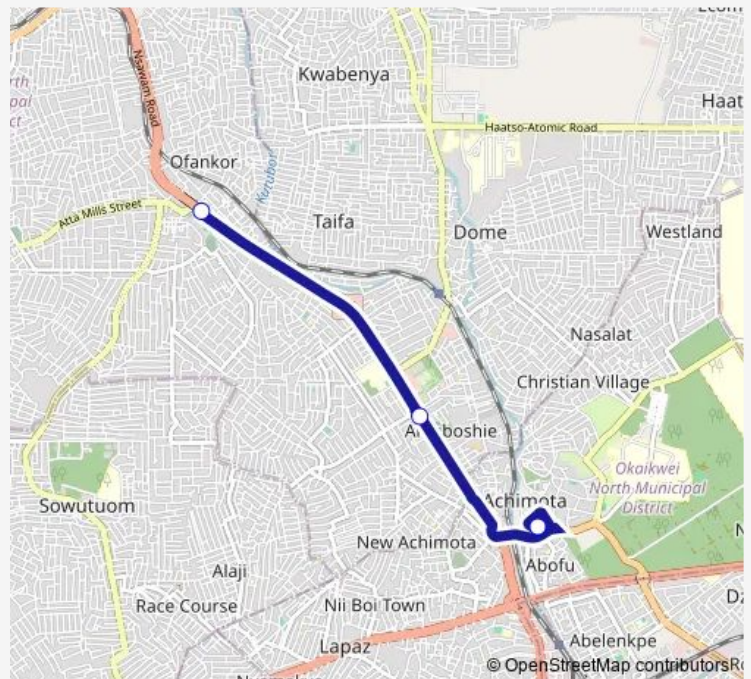 Kwabenya
Nsawam Road
Haatso-Atomic Road
Haat
Ofankor
Atta Mills Street
Taifa
Dome
Westland
Nasalat
Christian Village
boshie
Okaikwei
North Municipal
District
Achimota
Sowutuom
New Achimota
Abofu
Alaji
Race Course
Nii Boi Town
Lapaz
Abelenkpe
© OpenStreetMap contributors